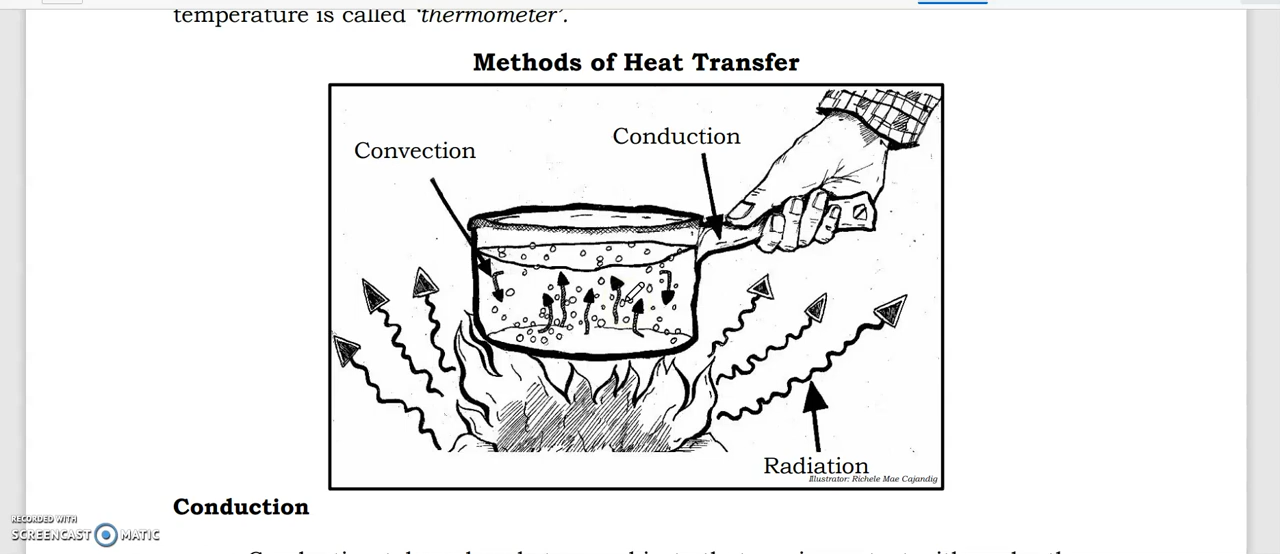 temperature is called ‘thermometer’.
Methods of Heat Transfer
Conduction
Convection
Radiation
Illustrator: Richele Mae Cajandig
Conduction
RECORDED WITH
SCREENCAST MATIC